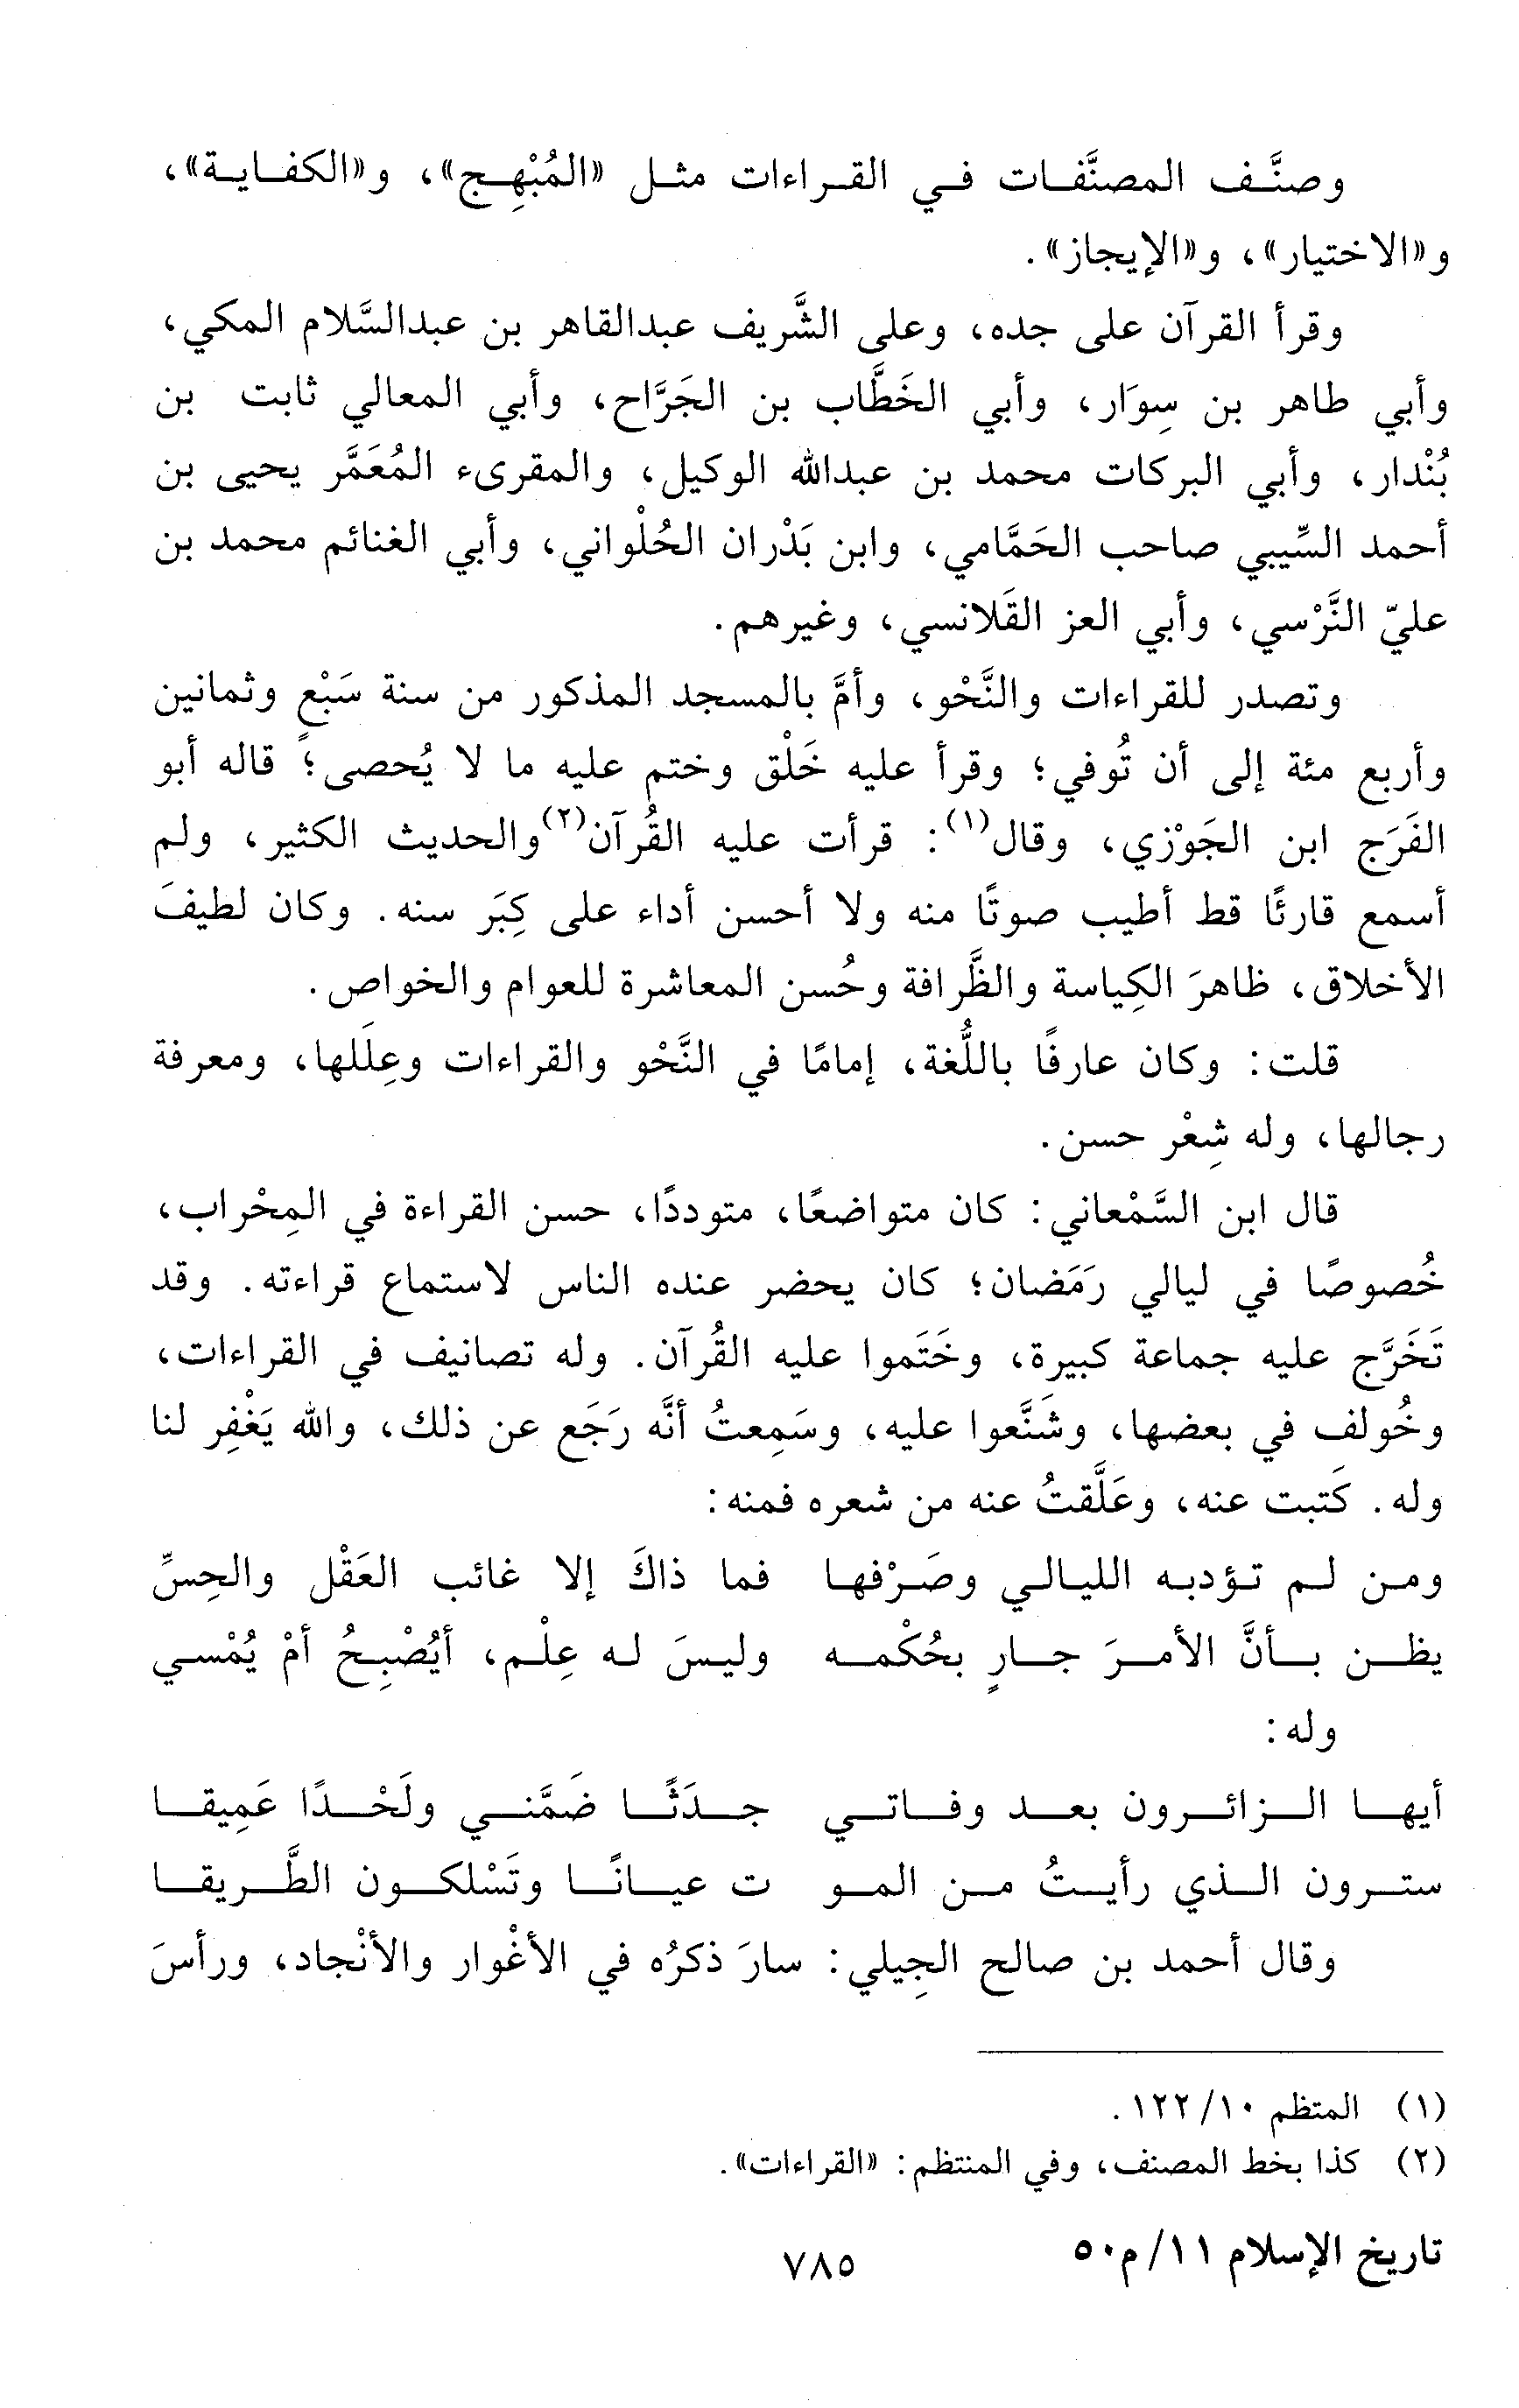 وصنَّف المصنَّفات في القراءات مثل «المُبْهِج»، و«الكفاية»،
و«الاختيار»، و«الإيجاز».
وقرأ القرآن على جده، وعلى الشَّريف عبدالقاهر بن عبدالسَّلام المكي،
وأبي طاهر بن سِوَار، وأبي الخَطَّاب بن الجَرَّاح، وأبي المعالي ثابت بن
بُنْدار، وأبي البركات محمد بن عبدالله الوكيل، والمقرىء المُعَمَّر يحيى بن
أحمد السِّيبي صاحب الحَمَّامي، وابن بَدْران الحُلْواني، وأبي الغنائم محمد بن
عليّ النَّرْسي، وأبي العز القَلانسي، وغيرهم.
وتصدر للقراءات والنَّحْو، وأمَّ بالمسجد المذكور من سنة سَبْعٍ وثمانين
وأربع مئة إلى أن تُوفي؛ وقرأ عليه خَلْق وختم عليه ما لا يُحصى؛ قاله أبو
الفَرَج ابن الجَوْزي، وقال(١): قرأت عليه القُرآن(٢)والحديث الكثير، ولم
أسمع قارئًا قط أطيب صوتًا منه ولا أحسن أداء على كِبَر سنه. وكان لطيفَ
الأخلاق، ظاهرَ الكِياسة والظَّرافة وحُسن المعاشرة للعوام والخواص.
قلت: وكان عارفًا باللُّغة، إمامًا في النَّحْو والقراءات وعِلَلها، ومعرفة
رجالها، وله شِعْر حسن.
قال ابن السَّمْعاني: كان متواضعًا، متوددًا، حسن القراءة في المِحْراب،
خُصوصًا في ليالي رَمَضان؛ كان يحضر عنده الناس لاستماع قراءته. وقد
تَخَرَّج عليه جماعة كبيرة، وخَتَموا عليه القُرآن. وله تصانيف في القراءات،
وخُولف في بعضها، وشَنَّعوا عليه، وسَمِعتُ أنَّه رَجَع عن ذلك، والله يَغْفِر لنا
وله. كَتبت عنه، وعَلَّقتُ عنه من شعره فمنه:
ومن لم تؤدبه الليالي وصَرْفها فما ذاكَ إلا غائب العَقْل والحِسِّ
يظن بأنَّ الأمرَ جارٍ بحُكْمه وليسَ له عِلْم، أيُصْبِحُ أمْ يُمْسي
وله:
أيها الزائرون بعد وفاتي جدَثًا ضَمَّني ولَحْدًا عَمِيقا
سترون الذي رأيتُ من المو ت عيانًا وتَسْلكون الطَّريقا
وقال أحمد بن صالح الجِيلي: سارَ ذكرُه في الأغْوار والأنْجاد، ورأسَ
(١) المتظم ١٠/ ١٢٢.
(٢) كذا بخط المصنف، وفي المنتظم: «القراءات».
تاريخ الإسلام ١١/ م٥٠
٧٨٥